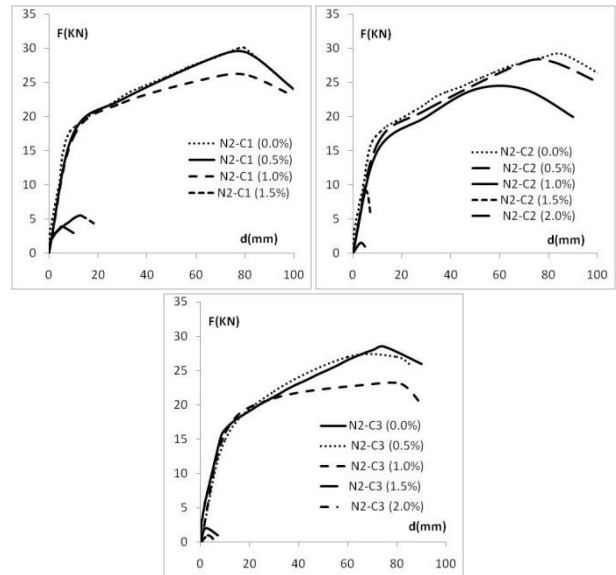 F(KN)
35
30
25
20
15
10
5
0
N2-C1 (0.0%)
N2-C1 (0.5%)
N2-C1 (1.0%)
N2-C1 (1.5%)
d(mm)
0 20 40 60 80 100
F(KN)
35
30
25
20
15
10
5
0
N2-C2 (0.0%)
N2-C2 (0.5%)
N2-C2 (1.0%)
N2-C2 (1.5%)
N2-C2 (2.0%)
d(mm)
0 20 40 60 80 100
F(KN)
35
30
25
20
15
10
5
0
N2-C3 (0.0%)
N2-C3 (0.5%)
N2-C3 (1.0%)
N2-C3 (1.5%)
N2-C3 (2.0%)
d(mm)
0 20 40 60 80 100